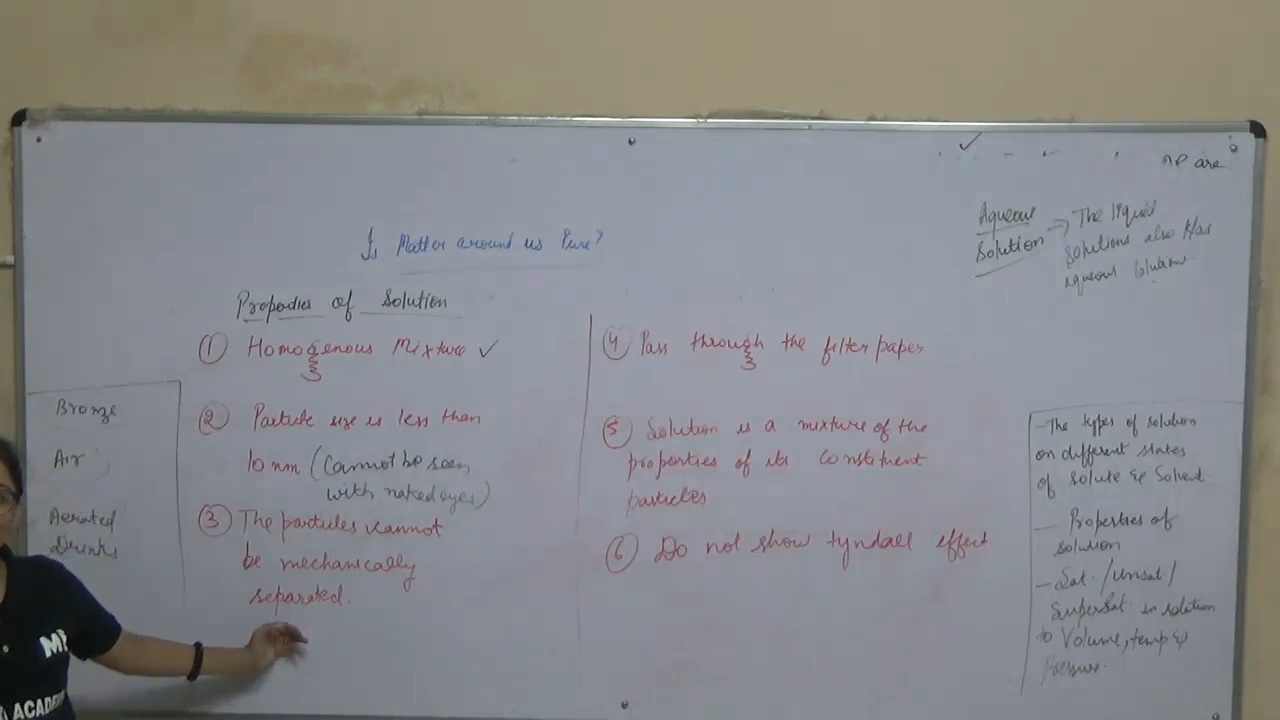 Is Matter around us Pure?
Properties of Solution
① Homogenous Mixture ✓
② Particle size is less than
10 nm (Cannot be seen
with naked eyes)
③ The particules cannot
be mechanically
separated.
④ Pass through the filter paper
⑤ Solution is a mixture of the
properties of its constituent
particles
⑥ Do not show tyndall effect
Bronze
Air
Aerated
Drinks
✓
are
Aqueous
Solution → The liquid
solutions also k/as
aqueous
- The types of solution
on different states
of solute & Solvent
- Properties of
solution
- Sat / Unsat /
SuperSat in solution
to Volume, temp &
Pressure.
ACADE